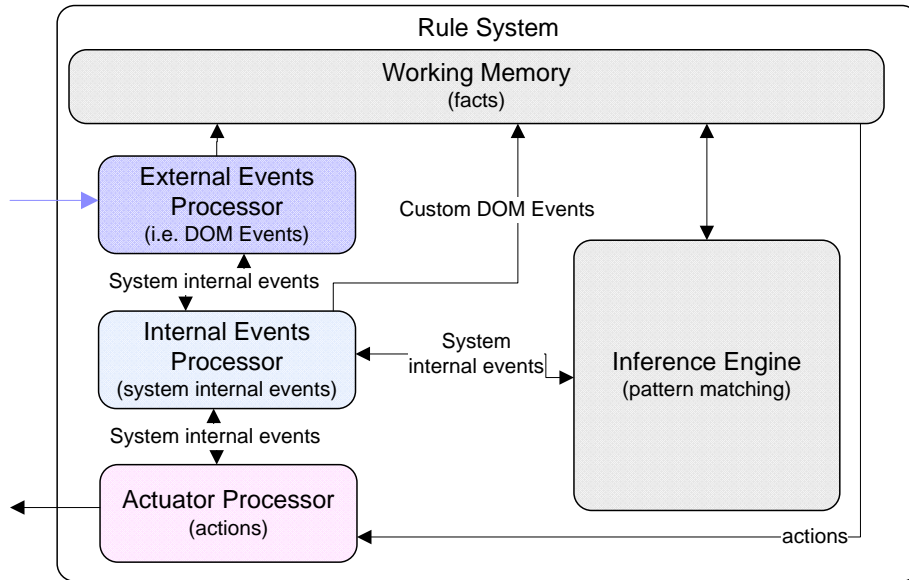 Rule System
Working Memory
(facts)
External Events
Processor
(i.e. DOM Events)
Custom DOM Events
System internal events
Internal Events
Processor
(system internal events)
System
internal events
Inference Engine
(pattern matching)
System internal events
Actuator Processor
(actions)
actions